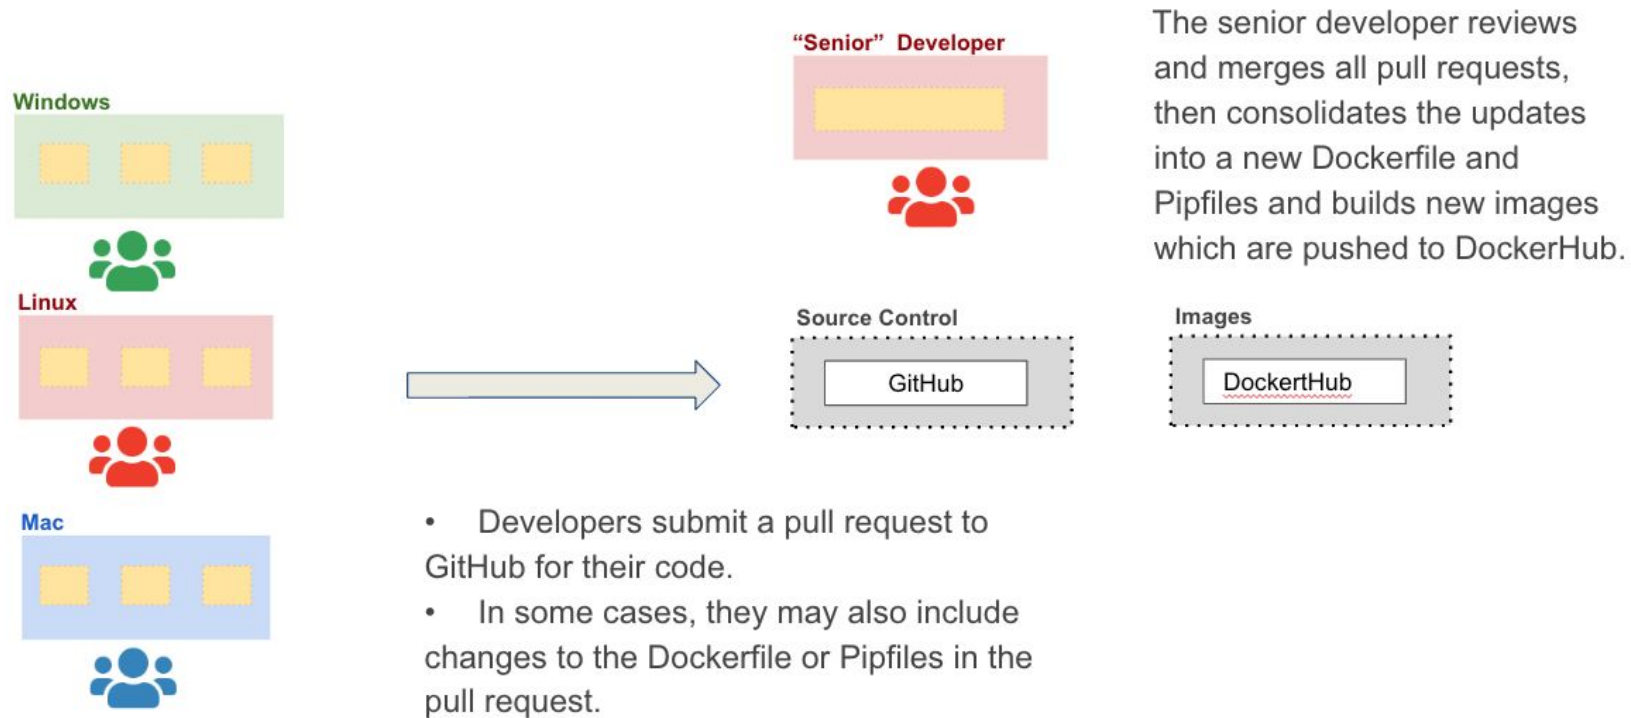 Windows
Linux
Mac
“Senior” Developer
The senior developer reviews
and merges all pull requests,
then consolidates the updates
into a new Dockerfile and
Pipfiles and builds new images
which are pushed to DockerHub.
Source Control
GitHub
Images
DockertHub
• Developers submit a pull request to
GitHub for their code.
• In some cases, they may also include
changes to the Dockerfile or Pipfiles in the
pull request.